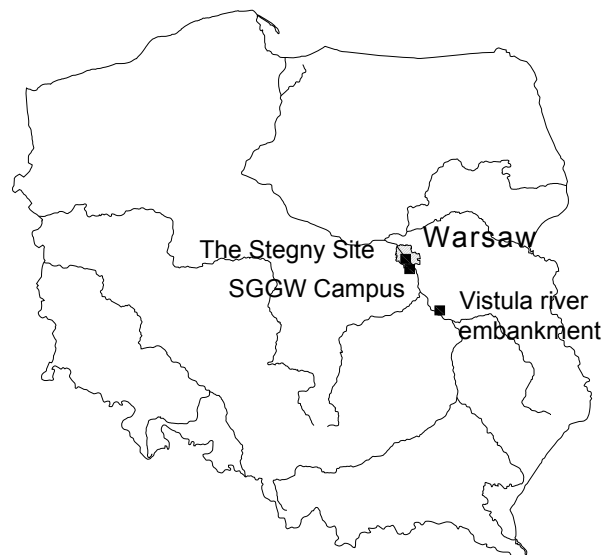 Warsaw
The Stegny Site
SGGW Campus
Vistula river
embankment